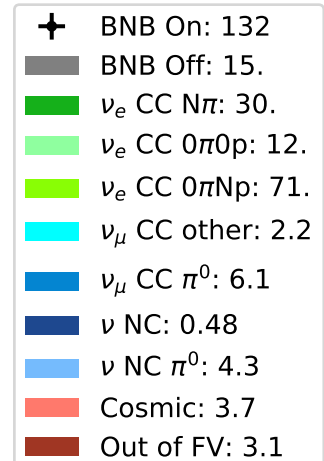 BNB On: 132
BNB Off: 15.
νₑ CC Nπ: 30.
νₑ CC 0π0p: 12.
νₑ CC 0πNp: 71.
ν_μ CC other: 2.2
ν_μ CC π⁰: 6.1
ν NC: 0.48
ν NC π⁰: 4.3
Cosmic: 3.7
Out of FV: 3.1